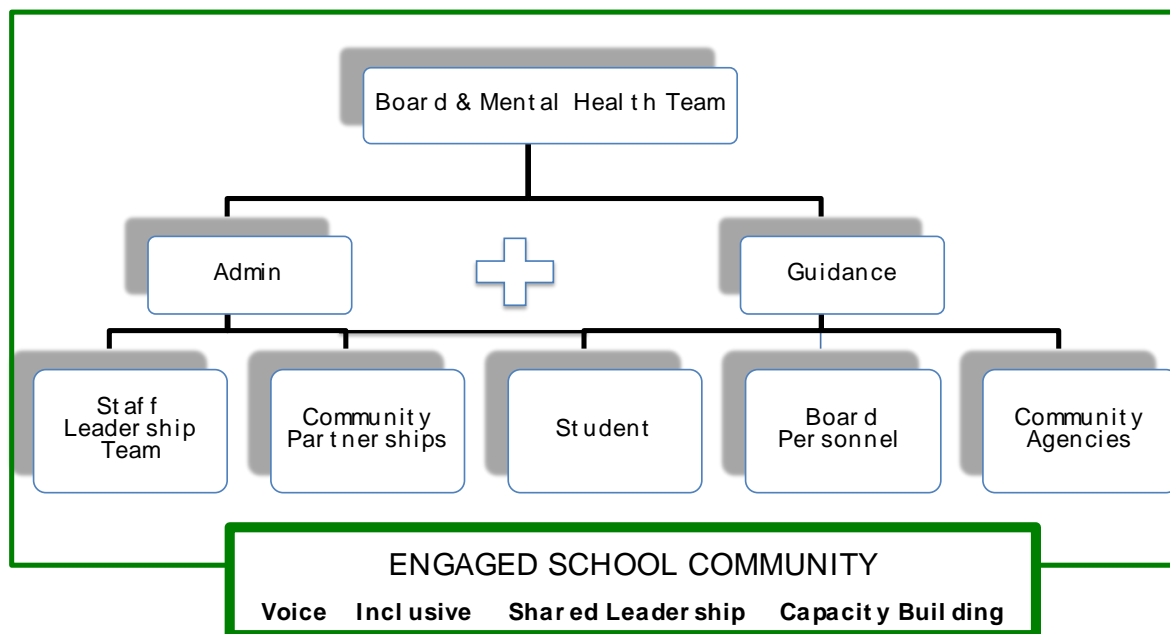 Board & Mental Health Team
Admin
Guidance
Staff
Leadership
Team
Community
Partnerships
Student
Board
Personnel
Community
Agencies
ENGAGED SCHOOL COMMUNITY
Voice Inclusive Shared Leadership Capacity Building